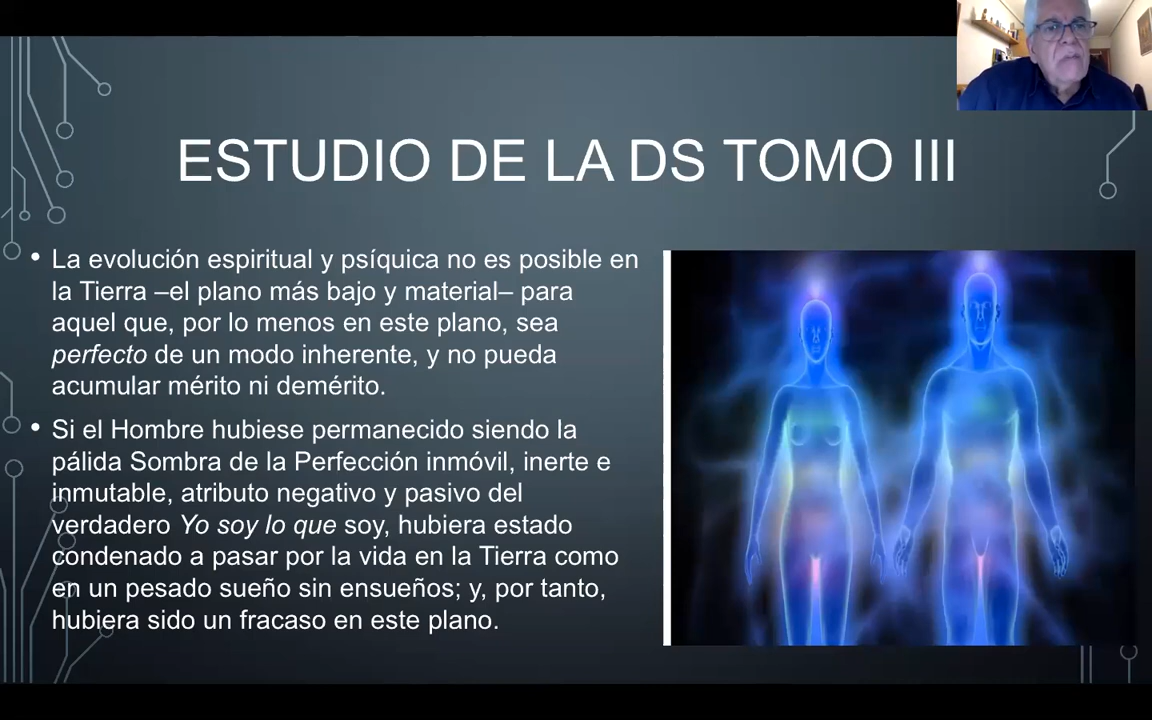 ESTUDIO DE LA DS TOMO III
• La evolución espiritual y psíquica no es posible en
la Tierra –el plano más bajo y material– para
aquel que, por lo menos en este plano, sea
perfecto de un modo inherente, y no pueda
acumular mérito ni demérito.
• Si el Hombre hubiese permanecido siendo la
pálida Sombra de la Perfección inmóvil, inerte e
inmutable, atributo negativo y pasivo del
verdadero Yo soy lo que soy, hubiera estado
condenado a pasar por la vida en la Tierra como
en un pesado sueño sin ensueños; y, por tanto,
hubiera sido un fracaso en este plano.